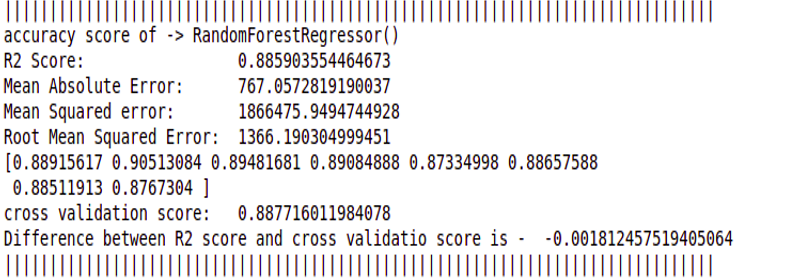 accuracy score of -> RandomForestRegressor()
R2 Score: 0.885903554464673
Mean Absolute Error: 767.0572819190037
Mean Squared error: 1866475.9494744928
Root Mean Squared Error: 1366.190304999451
[0.88915617 0.90513084 0.89481681 0.89084888 0.87334998 0.88657588
0.88511913 0.8767304 ]
cross validation score: 0.887716011984078
Difference between R2 score and cross validatio score is - -0.001812457519405064